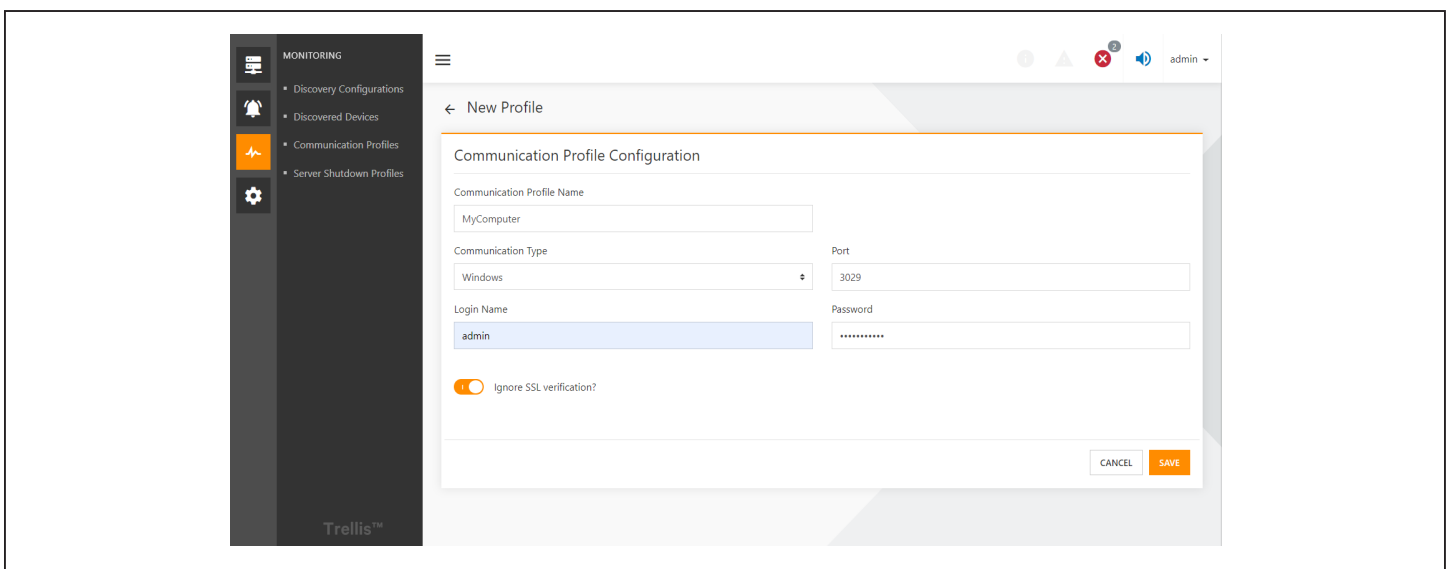 MONITORING
Discovery Configurations
Discovered Devices
Communication Profiles
Server Shutdown Profiles
Trellis™
2
admin
← New Profile
Communication Profile Configuration
Communication Profile Name
MyComputer
Communication Type
Port
Windows
3029
Login Name
Password
admin
•••••••••••
Ignore SSL verification?
CANCEL
SAVE